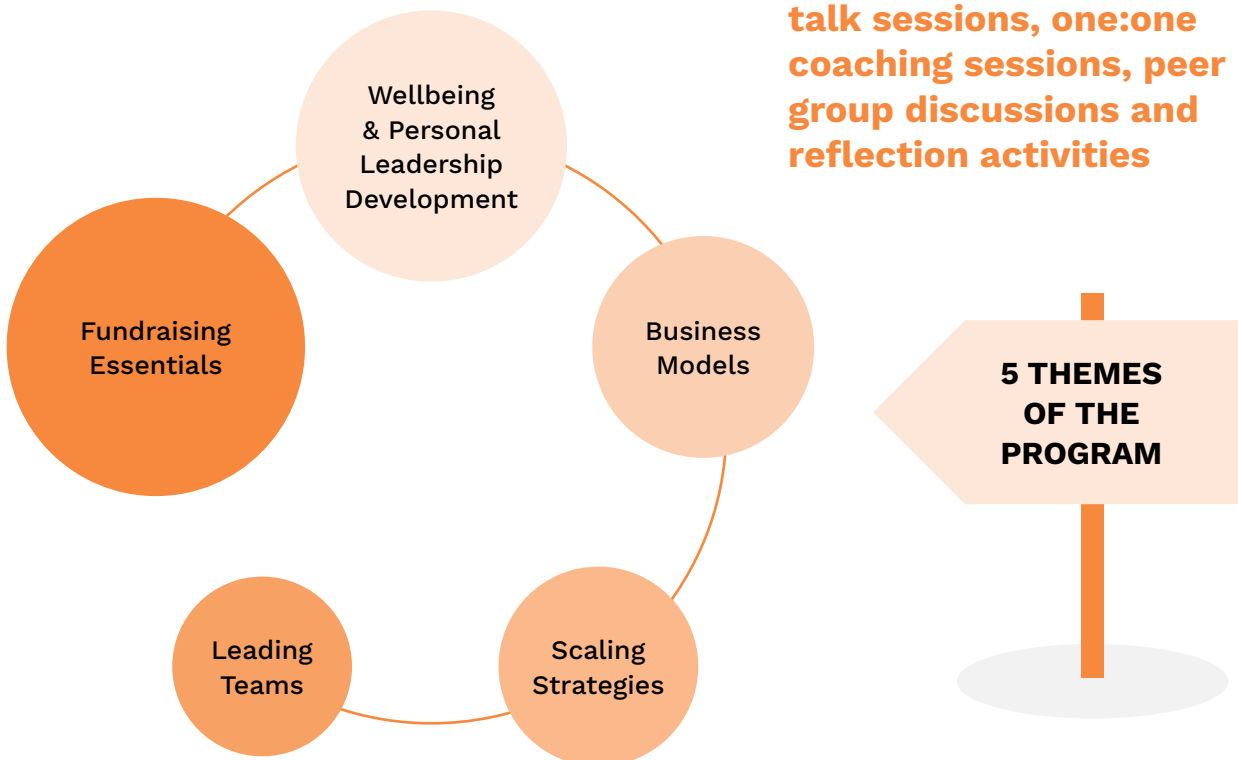 talk sessions, one:one
coaching sessions, peer
group discussions and
reflection activities
Wellbeing
& Personal
Leadership
Development
Fundraising
Essentials
Business
Models
5 THEMES
OF THE
PROGRAM
Leading
Teams
Scaling
Strategies